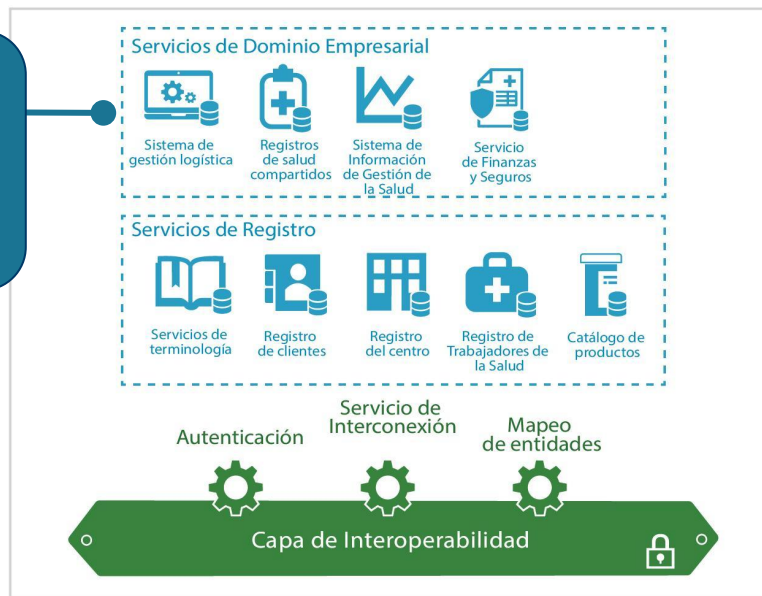 Servicios de Dominio Empresarial
Sistema de
gestión logística
Registros
de salud
compartidos
Sistema de
Información
de Gestión de
la Salud
Servicio
de Finanzas
y Seguros
Servicios de Registro
Servicios de
terminología
Registro
de clientes
Registro
del centro
Registro de
Trabajadores de
la Salud
Catálogo de
productos
Autenticación
Servicio de
Interconexión
Mapeo
de entidades
Capa de Interoperabilidad